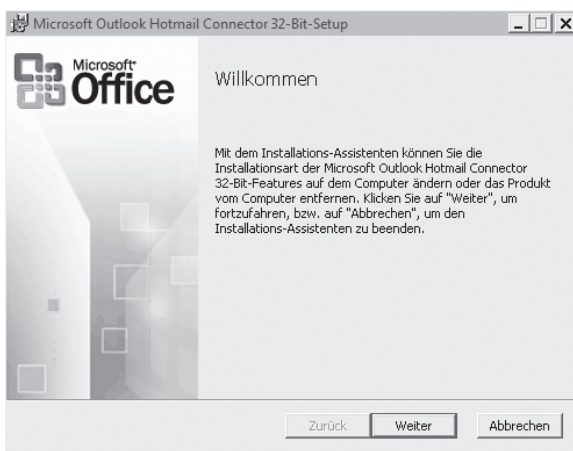 Microsoft Outlook Hotmail Connector 32-Bit-Setup
Microsoft
Office
Willkommen
Mit dem Installations-Assistenten können Sie die
Installationsart der Microsoft Outlook Hotmail Connector
32-Bit-Features auf dem Computer ändern oder das Produkt
vom Computer entfernen. Klicken Sie auf "Weiter", um
fortzufahren, bzw. auf "Abbrechen", um den
Installations-Assistenten zu beenden.
Zurück Weiter Abbrechen